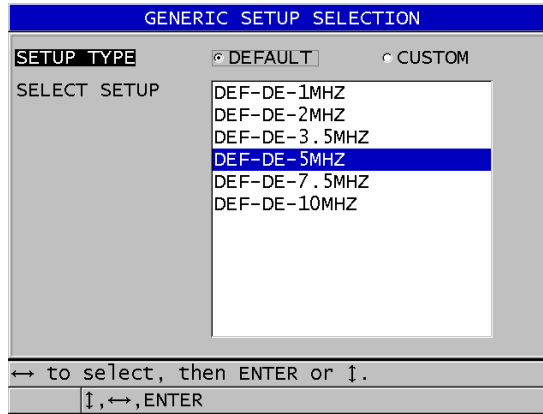 GENERIC SETUP SELECTION
SETUP TYPE DEFAULT CUSTOM
SELECT SETUP
DEF-DE-1MHZ
DEF-DE-2MHZ
DEF-DE-3.5MHZ
DEF-DE-5MHZ
DEF-DE-7.5MHZ
DEF-DE-10MHZ
↔ to select, then ENTER or ↕.
↕,↔,ENTER